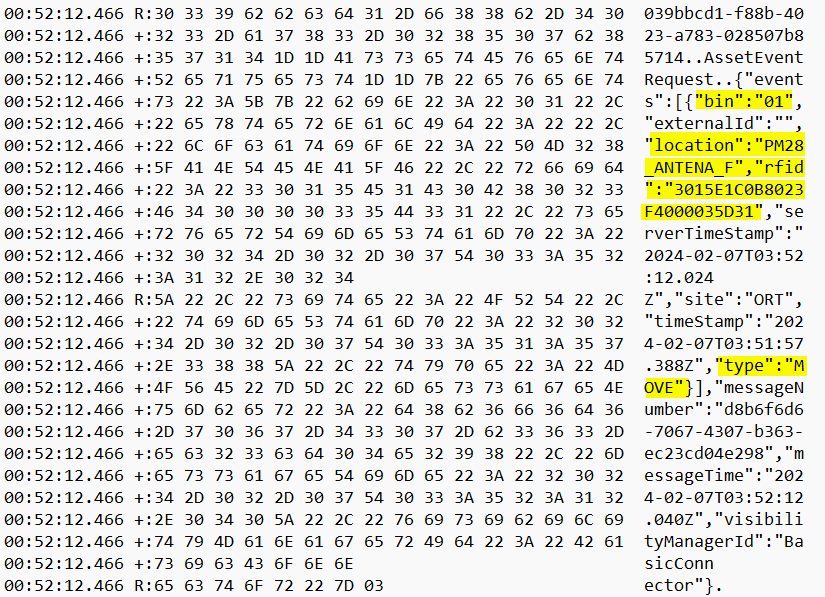 00:52:12.466 R:30 33 39 62 62 63 64 31 2D 66 38 38 62 2D 34 30 039bbcd1-f88b-40
00:52:12.466 +:32 33 2D 61 37 38 33 2D 30 32 38 35 30 37 62 38 23-a783-028507b8
00:52:12.466 +:35 37 31 34 1D 1D 41 73 73 65 74 45 76 65 6E 74 5714..AssetEvent
00:52:12.466 +:52 65 71 75 65 73 74 1D 1D 7B 22 65 76 65 6E 74 Request..{"event
00:52:12.466 +:73 22 3A 5B 7B 22 62 69 6E 22 3A 22 30 31 22 2C s":[{"bin":"01",
00:52:12.466 +:22 65 78 74 65 72 6E 61 6C 49 64 22 3A 22 22 2C "externalId":"",
00:52:12.466 +:22 6C 6F 63 61 74 69 6F 6E 22 3A 22 50 4D 32 38 "location":"PM28
00:52:12.466 +:5F 41 4E 54 45 4E 41 5F 46 22 2C 22 72 66 69 64 _ANTENA_F","rfid
00:52:12.466 +:22 3A 22 33 30 31 35 45 31 43 30 42 38 30 32 33 ":"3015E1C0B8023
00:52:12.466 +:46 34 30 30 30 30 33 35 44 33 31 22 2C 22 73 65 F4000035D31","se
00:52:12.466 +:72 76 65 72 54 69 6D 65 53 74 61 6D 70 22 3A 22 rverTimeStamp":"
00:52:12.466 +:32 30 32 34 2D 30 32 2D 30 37 54 30 33 3A 35 32 2024-02-07T03:52
00:52:12.466 +:3A 31 32 2E 30 32 34 :12.024
00:52:12.466 R:5A 22 2C 22 73 69 74 65 22 3A 22 4F 52 54 22 2C Z","site":"ORT",
00:52:12.466 +:22 74 69 6D 65 53 74 61 6D 70 22 3A 22 32 30 32 "timeStamp":"202
00:52:12.466 +:34 2D 30 32 2D 30 37 54 30 33 3A 35 31 3A 35 37 4-02-07T03:51:57
00:52:12.466 +:2E 33 38 38 5A 22 2C 22 74 79 70 65 22 3A 22 4D .388Z","type":"M
00:52:12.466 +:4F 56 45 22 7D 5D 2C 22 6D 65 73 73 61 67 65 4E OVE"}],"messageN
00:52:12.466 +:75 6D 62 65 72 22 3A 22 64 38 62 36 66 36 64 36 umber":"d8b6f6d6
00:52:12.466 +:2D 37 30 36 37 2D 34 33 30 37 2D 62 33 36 33 2D -7067-4307-b363-
00:52:12.466 +:65 63 32 33 63 64 30 34 65 32 39 38 22 2C 22 6D ec23cd04e298","m
00:52:12.466 +:65 73 73 61 67 65 54 69 6D 65 22 3A 22 32 30 32 essageTime":"202
00:52:12.466 +:34 2D 30 32 2D 30 37 54 30 33 3A 35 32 3A 31 32 4-02-07T03:52:12
00:52:12.466 +:2E 30 34 30 5A 22 2C 22 76 69 73 69 62 69 6C 69 .040Z","visibili
00:52:12.466 +:74 79 4D 61 6E 61 67 65 72 49 64 22 3A 22 42 61 tyManagerId":"Ba
00:52:12.466 +:73 69 63 43 6F 6E 6E sicConn
00:52:12.466 R:65 63 74 6F 72 22 7D 03 ector"}.